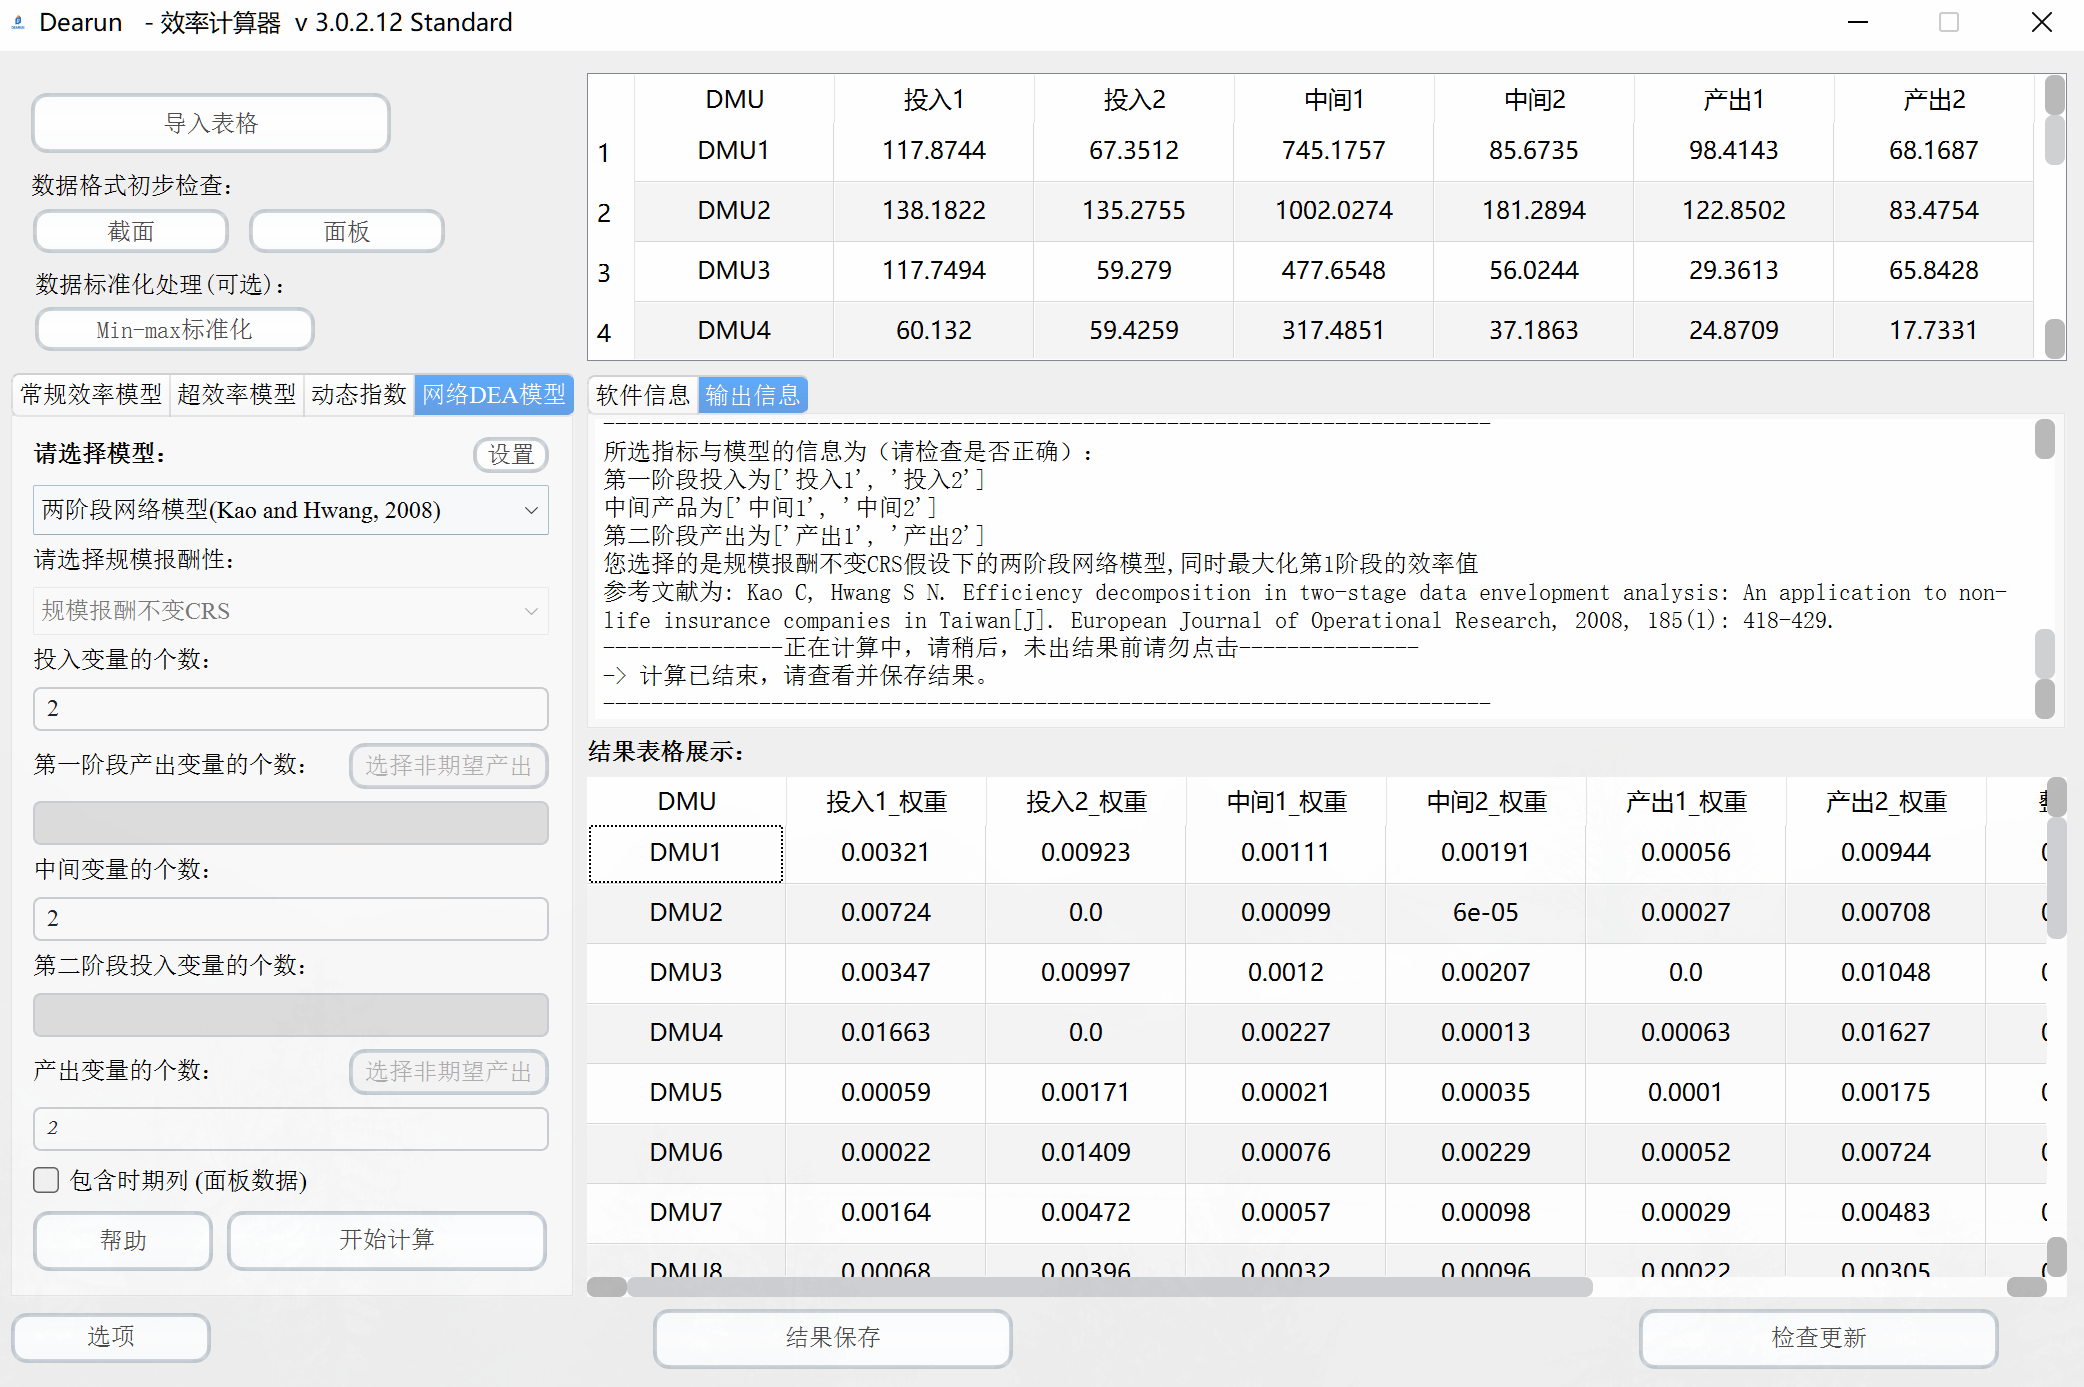 Dearun - 效率计算器 v 3.0.2.12 Standard
导入表格
数据格式初步检查：
截面 面板
数据标准化处理(可选)：
Min-max标准化
常规效率模型 超效率模型 动态指数 网络DEA模型
请选择模型： 设置
两阶段网络模型(Kao and Hwang, 2008)
请选择规模报酬性：
规模报酬不变CRS
投入变量的个数：
2
第一阶段产出变量的个数： 选择非期望产出
中间变量的个数：
2
第二阶段投入变量的个数：
产出变量的个数： 选择非期望产出
2
包含时期列 (面板数据)
帮助 开始计算
选项
DMU 投入1 投入2 中间1 中间2 产出1 产出2
1 DMU1 117.8744 67.3512 745.1757 85.6735 98.4143 68.1687
2 DMU2 138.1822 135.2755 1002.0274 181.2894 122.8502 83.4754
3 DMU3 117.7494 59.279 477.6548 56.0244 29.3613 65.8428
4 DMU4 60.132 59.4259 317.4851 37.1863 24.8709 17.7331
软件信息 输出信息
--------------------------------------------------------------------------
所选指标与模型的信息为（请检查是否正确）：
第一阶段投入为['投入1', '投入2']
中间产品为['中间1', '中间2']
第二阶段产出为['产出1', '产出2']
您选择的是规模报酬不变CRS假设下的两阶段网络模型,同时最大化第1阶段的效率值
参考文献为: Kao C, Hwang S N. Efficiency decomposition in two-stage data envelopment analysis: An application to non-
life insurance companies in Taiwan[J]. European Journal of Operational Research, 2008, 185(1): 418-429.
---------------正在计算中，请稍后，未出结果前请勿点击---------------
-> 计算已结束，请查看并保存结果。
--------------------------------------------------------------------------
结果表格展示：
DMU 投入1_权重 投入2_权重 中间1_权重 中间2_权重 产出1_权重 产出2_权重
DMU1 0.00321 0.00923 0.00111 0.00191 0.00056 0.00944
DMU2 0.00724 0.0 0.00099 6e-05 0.00027 0.00708
DMU3 0.00347 0.00997 0.0012 0.00207 0.0 0.01048
DMU4 0.01663 0.0 0.00227 0.00013 0.00063 0.01627
DMU5 0.00059 0.00171 0.00021 0.00035 0.0001 0.00175
DMU6 0.00022 0.01409 0.00076 0.00229 0.00052 0.00724
DMU7 0.00164 0.00472 0.00057 0.00098 0.00029 0.00483
DMU8 0.00068 0.00396 0.00032 0.00096 0.00022 0.00305
结果保存 检查更新